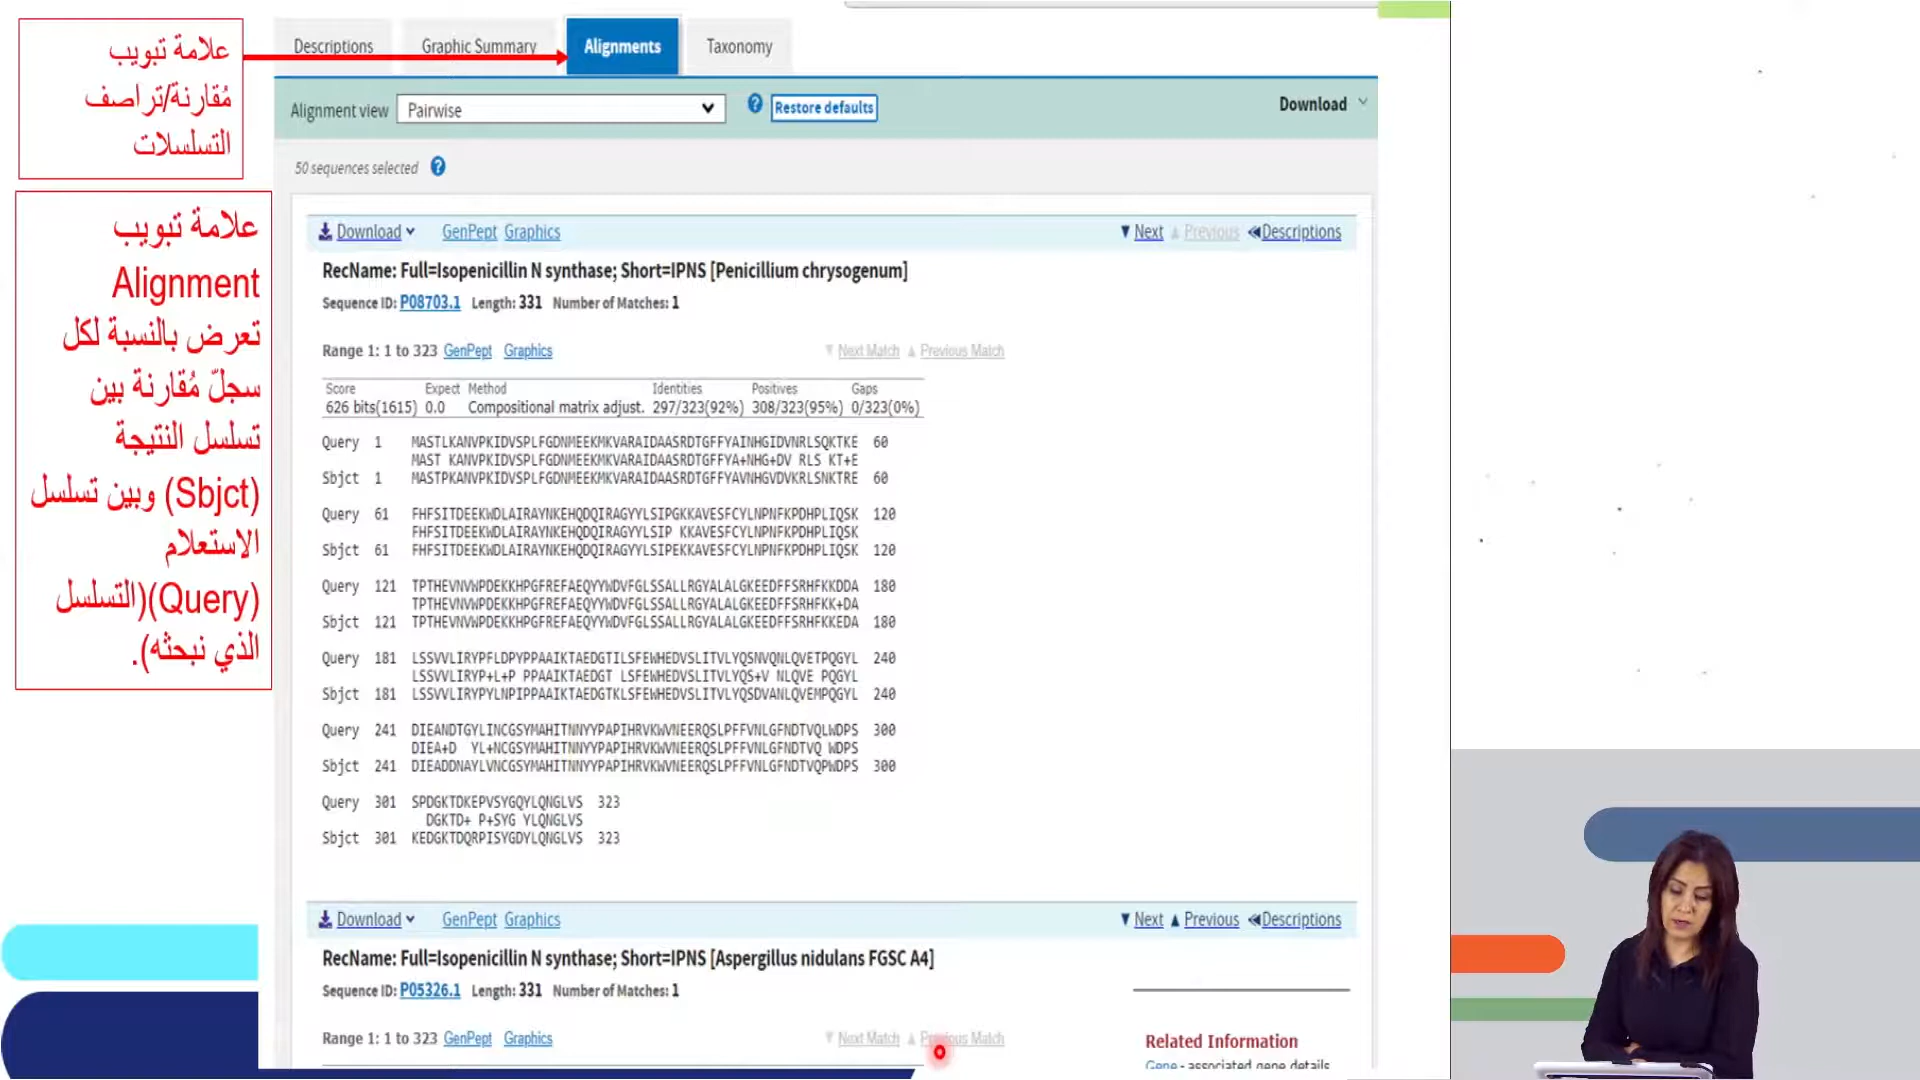 علامة تبويب
مُقارنة/تراصف
التسلسلات
علامة تبويب
Alignment
تعرض بالنسبة لكل
سجلّ مُقارنة بين
تسلسل النتيجة
(Sbjct) وبين تسلسل
الاستعلام
(Query)(التسلسل
الذي نبحثه).
Descriptions Graphic Summary Alignments Taxonomy
Alignment view Pairwise ? Restore defaults Download
50 sequences selected ?
Download GenPept Graphics Next Previous Descriptions
RecName: Full=Isopenicillin N synthase; Short=IPNS [Penicillium chrysogenum]
Sequence ID: P08703.1 Length: 331 Number of Matches: 1
Range 1: 1 to 323 GenPept Graphics Next Match Previous Match
Score Expect Method Identities Positives Gaps
626 bits(1615) 0.0 Compositional matrix adjust. 297/323(92%) 308/323(95%) 0/323(0%)
Query 1 MASTLKANVPKIDVSPLFGDNMEEKMKVARAIDAASRDTGFFYAINHGIDVNRLSQKTKE 60
MAST KANVPKIDVSPLFGDNMEEKMKVARAIDAASRDTGFFYA+NHG+DV RLS KT+E
Sbjct 1 MASTPKANVPKIDVSPLFGDNMEEKMKVARAIDAASRDTGFFYAVNHGVDVKRLSNKTRE 60
Query 61 FHFSITDEEKWDLAIRAYNKEHQDQIRAGYYLSIPGKKAVESFCYLNPNFKPDHPLIQSK 120
FHFSITDEEKWDLAIRAYNKEHQDQIRAGYYLSIP KKAVESFCYLNPNFKPDHPLIQSK
Sbjct 61 FHFSITDEEKWDLAIRAYNKEHQDQIRAGYYLSIPEKKAVESFCYLNPNFKPDHPLIQSK 120
Query 121 TPTHEVNVWPDEKKHPGFREFAEQYYWDVFGLSSALLRGYALALGKEEDFFSRHFKKDDA 180
TPTHEVNVWPDEKKHPGFREFAEQYYWDVFGLSSALLRGYALALGKEEDFFSRHFKK+DA
Sbjct 121 TPTHEVNVWPDEKKHPGFREFAEQYYWDVFGLSSALLRGYALALGKEEDFFSRHFKKEDA 180
Query 181 LSSVVLIRYPFLDPYPPAAIKTAEDGTILSFEWHEDVSLITVLYQSNVQNLQVETPQGYL 240
LSSVVLIRYP+L+P PPAAIKTAEDGT LSFEWHEDVSLITVLYQS+V NLQVE PQGYL
Sbjct 181 LSSVVLIRYPYLNPIPPAAIKTAEDGTKLSFEWHEDVSLITVLYQSDVANLQVEMPQGYL 240
Query 241 DIEANDTGYLINCGSYMAHITNNYYPAPIHRVKWVNEERQSLPFFVNLGFNDTVQLWDPS 300
DIEA+D YL+NCGSYMAHITNNYYPAPIHRVKWVNEERQSLPFFVNLGFNDTVQ WDPS
Sbjct 241 DIEADDNAYLVNCGSYMAHITNNYYPAPIHRVKWVNEERQSLPFFVNLGFNDTVQPWDPS 300
Query 301 SPDGKTDKEPVSYGQYLQNGLVS 323
DGKTD+ P+SYG YLQNGLVS
Sbjct 301 KEDGKTDQRPISYGDYLQNGLVS 323
Download GenPept Graphics Next Previous Descriptions
RecName: Full=Isopenicillin N synthase; Short=IPNS [Aspergillus nidulans FGSC A4]
Sequence ID: P05326.1 Length: 331 Number of Matches: 1
Range 1: 1 to 323 GenPept Graphics Next Match Previous Match
Related Information
Gene - associated gene details